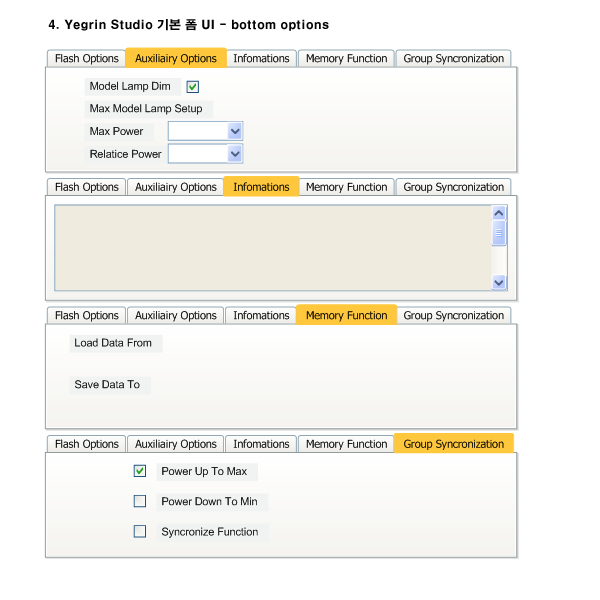 4. Yegrin Studio 기본 폼 UI - bottom options
Flash Options Auxiliairy Options Infomations Memory Function Group Syncronization
Model Lamp Dim
Max Model Lamp Setup
Max Power
Relatice Power
Flash Options Auxiliairy Options Infomations Memory Function Group Syncronization
Flash Options Auxiliairy Options Infomations Memory Function Group Syncronization
Load Data From
Save Data To
Flash Options Auxiliairy Options Infomations Memory Function Group Syncronization
Power Up To Max
Power Down To Min
Syncronize Function